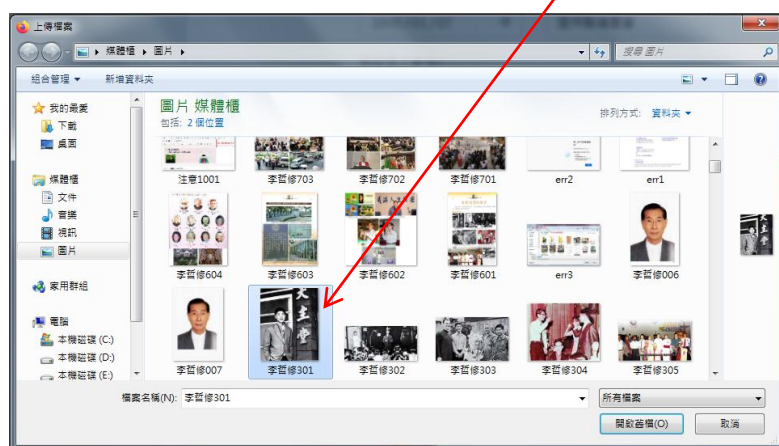 上傳檔案
媒體櫃 圖片
搜尋 圖片
組合管理 新增資料夾
我的最愛
下載
桌面
媒體櫃
文件
音樂
視訊
圖片
家用群組
電腦
本機磁碟 (C:)
本機磁碟 (D:)
本機磁碟 (E:)
圖片 媒體櫃
包括: 2 個位置
排列方式: 資料夾
注意1001 李哲修703 李哲修702 李哲修701 err2 err1
李哲修604 李哲修603 李哲修602 李哲修601 err3 李哲修006
天主堂
李哲修007 李哲修301 李哲修302 李哲修303 李哲修304 李哲修305
檔案名稱(N): 李哲修301
所有檔案
開啟舊檔(O) 取消